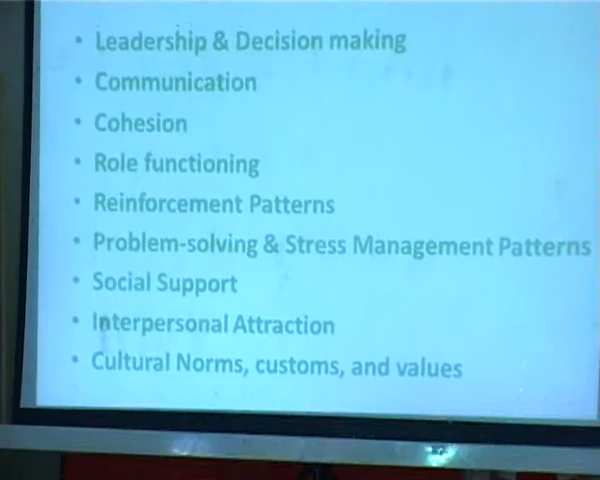 • Leadership & Decision making
• Communication
• Cohesion
• Role functioning
• Reinforcement Patterns
• Problem-solving & Stress Management Patterns
• Social Support
• Interpersonal Attraction
• Cultural Norms, customs, and values